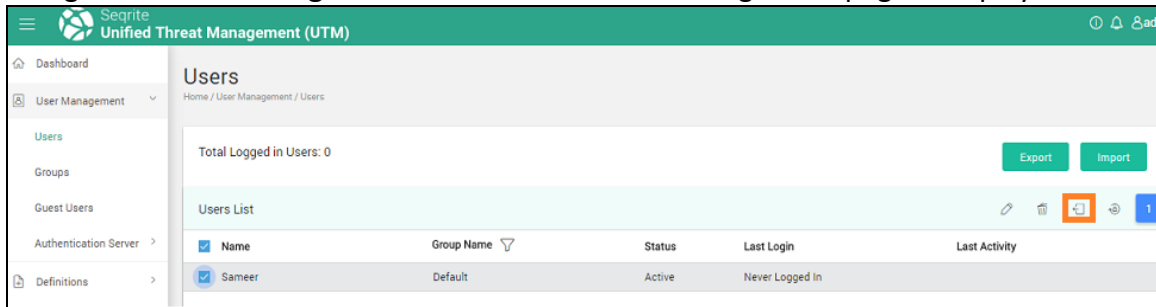 Seqrite
Unified Threat Management (UTM)
Dashboard
User Management
Users
Groups
Guest Users
Authentication Server
Definitions
Users
Home / User Management / Users
Total Logged in Users: 0
Export Import
Users List
1
Name Group Name Status Last Login Last Activity
Sameer Default Active Never Logged In